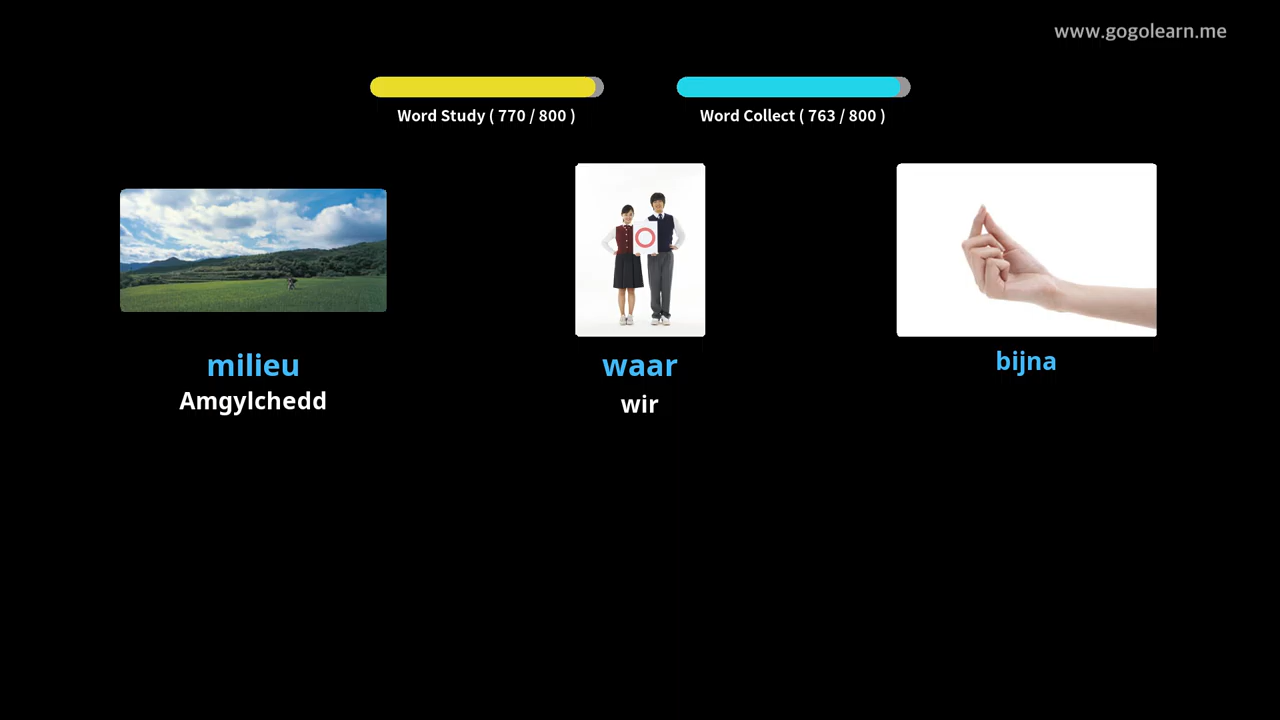 www.gogolearn.me
Word Study ( 770 / 800 )
Word Collect ( 763 / 800 )
milieu
Amgylchedd
waar
wir
bijna